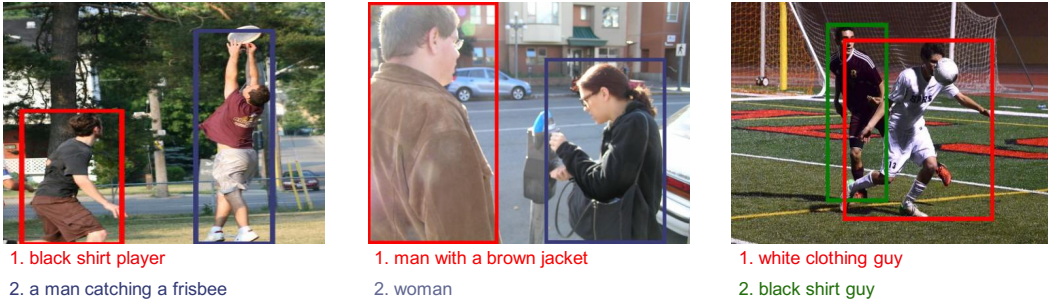 1. black shirt player
2. a man catching a frisbee
1. man with a brown jacket
2. woman
1. white clothing guy
2. black shirt guy